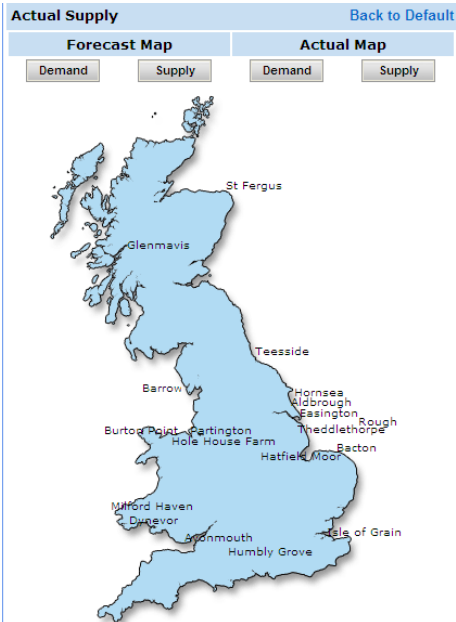 Actual Supply Back to Default
Forecast Map Actual Map
Demand Supply Demand Supply
St Fergus
Glenmavis
Teesside
Barrow
Hornsea
Aldbrough
Easington
Rough
Burton Point Partington Theddlethorpe
Hole House Farm
Bacton
Hatfield Moor
Milford Haven
Dynevor
Isle of Grain
Avonmouth
Humbly Grove